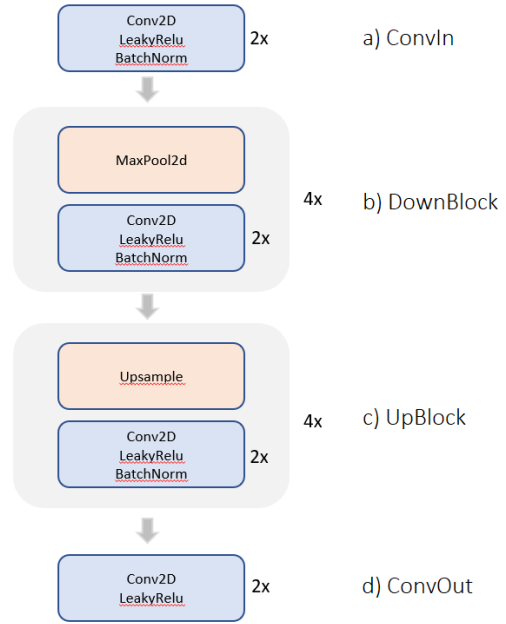 Conv2D
LeakyRelu
BatchNorm
2x
a) ConvIn
MaxPool2d
Conv2D
LeakyRelu
BatchNorm
2x
4x
b) DownBlock
Upsample
Conv2D
LeakyRelu
BatchNorm
2x
4x
c) UpBlock
Conv2D
LeakyRelu
2x
d) ConvOut